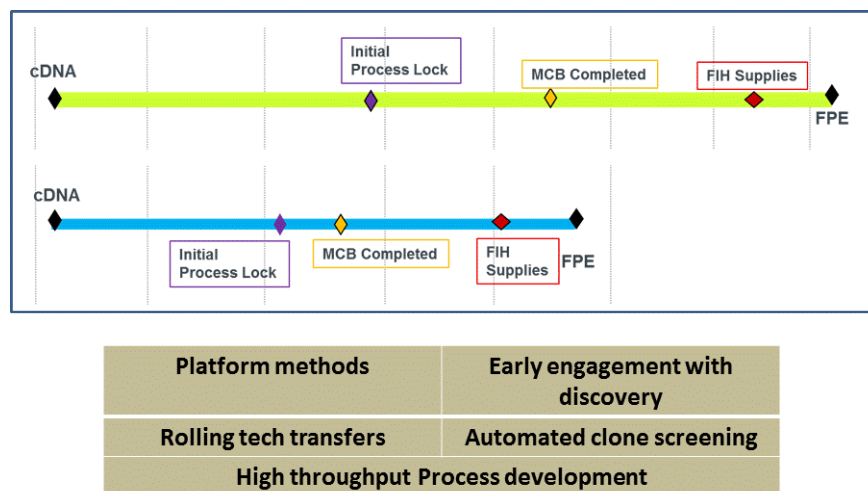 cDNA
Initial
Process Lock
MCB Completed
FIH Supplies
FPE
cDNA
Initial
Process Lock
MCB Completed
FIH
Supplies
FPE
Platform methods
Early engagement with
discovery
Rolling tech transfers
Automated clone screening
High throughput Process development